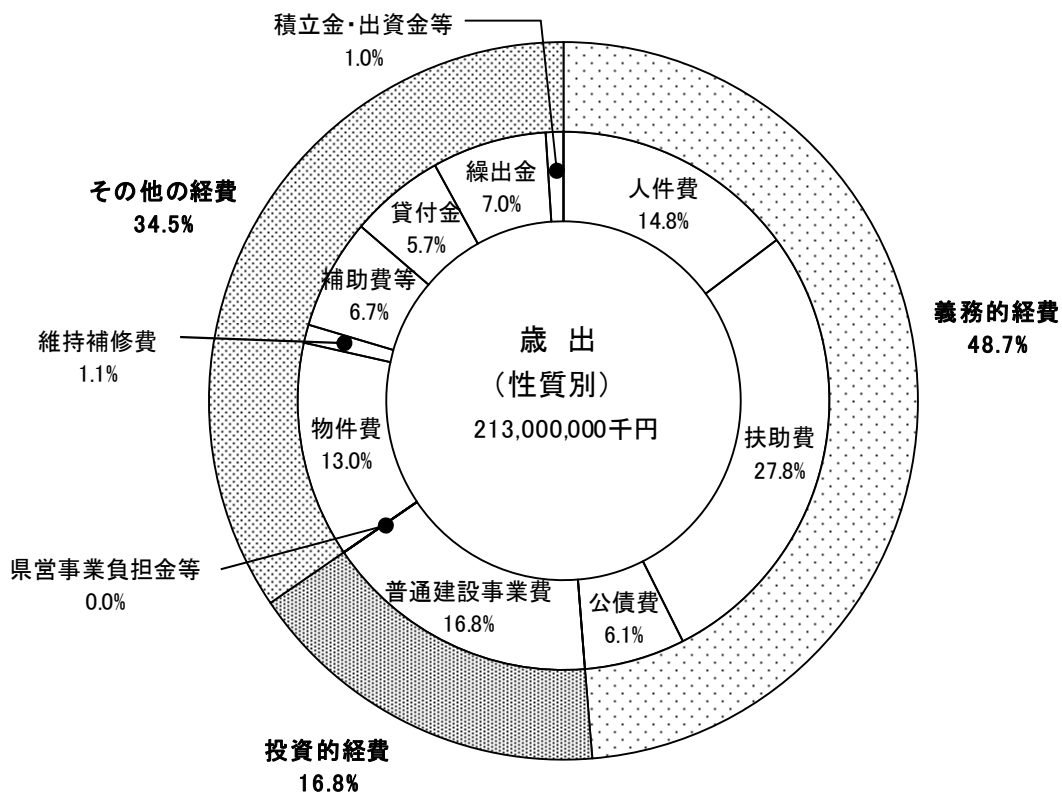 積立金・出資金等
1.0%
繰出金
7.0%
人件費
14.8%
その他の経費
34.5%
貸付金
5.7%
補助費等
6.7%
義務的経費
48.7%
維持補修費
1.1%
歳 出
（性質別）
213,000,000千円
物件費
13.0%
扶助費
27.8%
県営事業負担金等
0.0%
普通建設事業費
16.8%
公債費
6.1%
投資的経費
16.8%